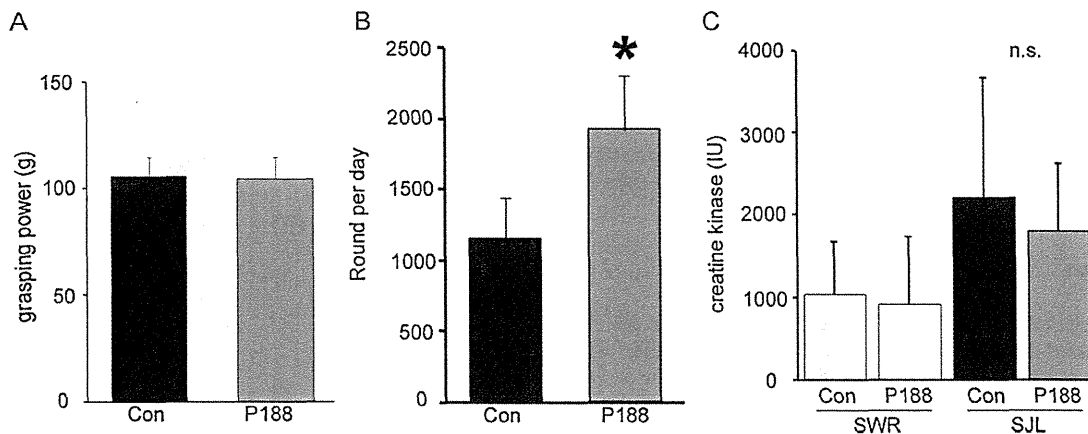 A
grasping power (g)
150
100
50
0
Con P188
B
Round per day
2500
2000
1500
1000
500
0
*
Con P188
C
creatine kinase (IU)
4000
3000
2000
1000
0
n.s.
Con P188 Con P188
SWR SJL